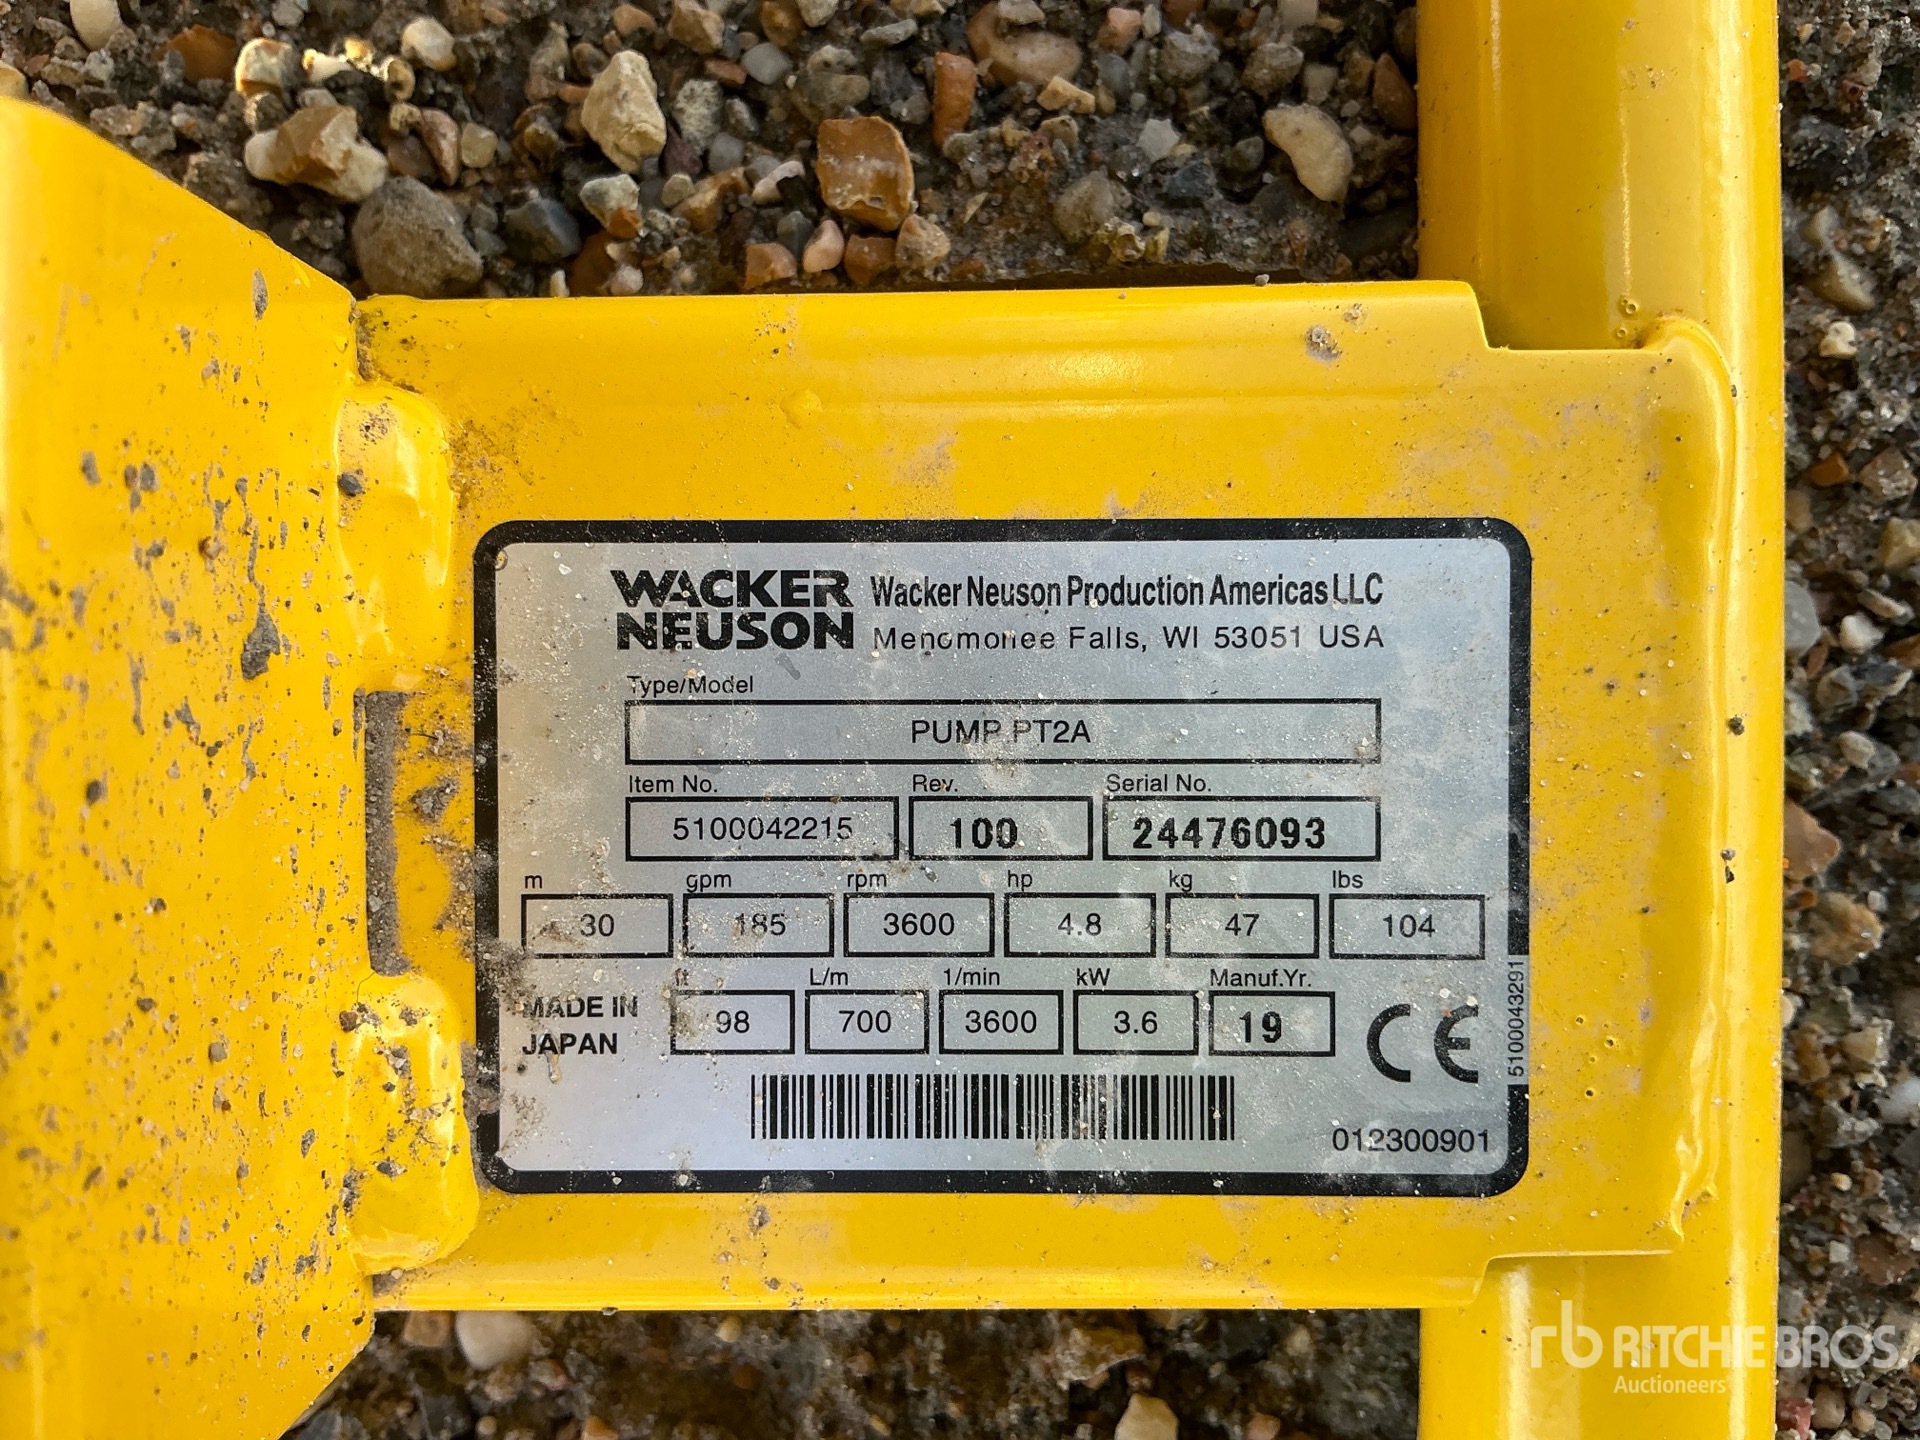 WACKER NEUSON
Wacker Neuson Production Americas LLC
Menomonee Falls, WI 53051 USA
Type/Model
PUMP PT2A
Item No. Rev. Serial No.
5100042215 100 24476093
m gpm rpm hp kg lbs
30 185 3600 4.8 47 104
ft L/m 1/min kW Manuf.Yr.
MADE IN JAPAN
98 700 3600 3.6 19
CE
5100043291
012300901
rb RITCHIE BROS.
Auctioneers